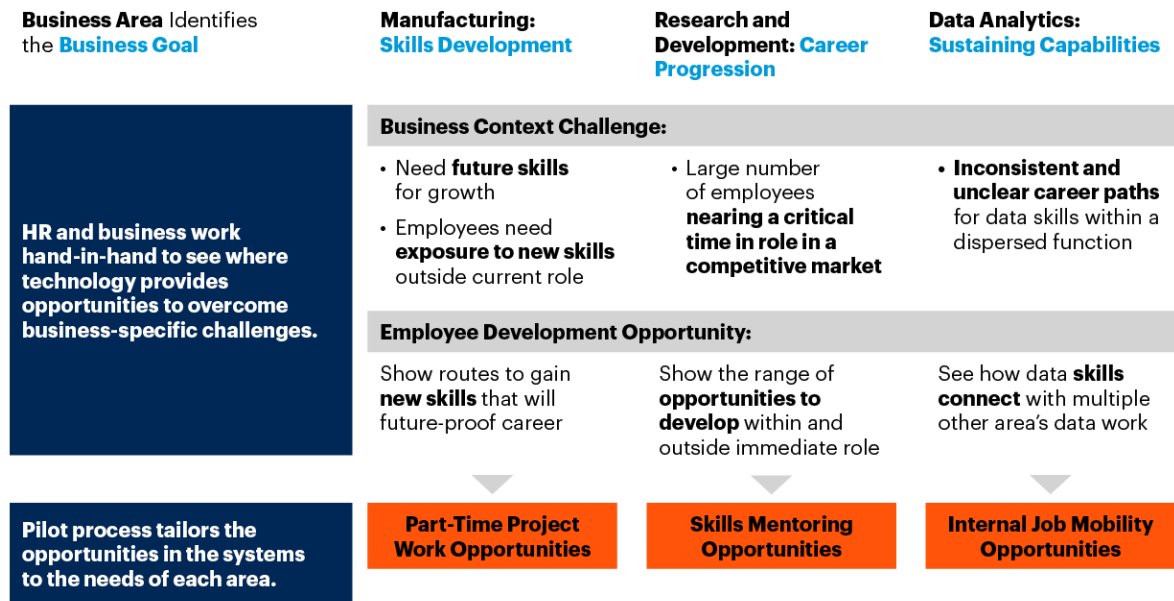 Business Area Identifies
the Business Goal
Manufacturing:
Skills Development
Research and
Development: Career
Progression
Data Analytics:
Sustaining Capabilities
HR and business work
hand-in-hand to see where
technology provides
opportunities to overcome
business-specific challenges.
Business Context Challenge:
• Need future skills
for growth
• Employees need
exposure to new skills
outside current role
• Large number
of employees
nearing a critical
time in role in a
competitive market
• Inconsistent and
unclear career paths
for data skills within a
dispersed function
Employee Development Opportunity:
Show routes to gain
new skills that will
future-proof career
Show the range of
opportunities to
develop within and
outside immediate role
See how data skills
connect with multiple
other area's data work
Pilot process tailors the
opportunities in the systems
to the needs of each area.
Part-Time Project
Work Opportunities
Skills Mentoring
Opportunities
Internal Job Mobility
Opportunities